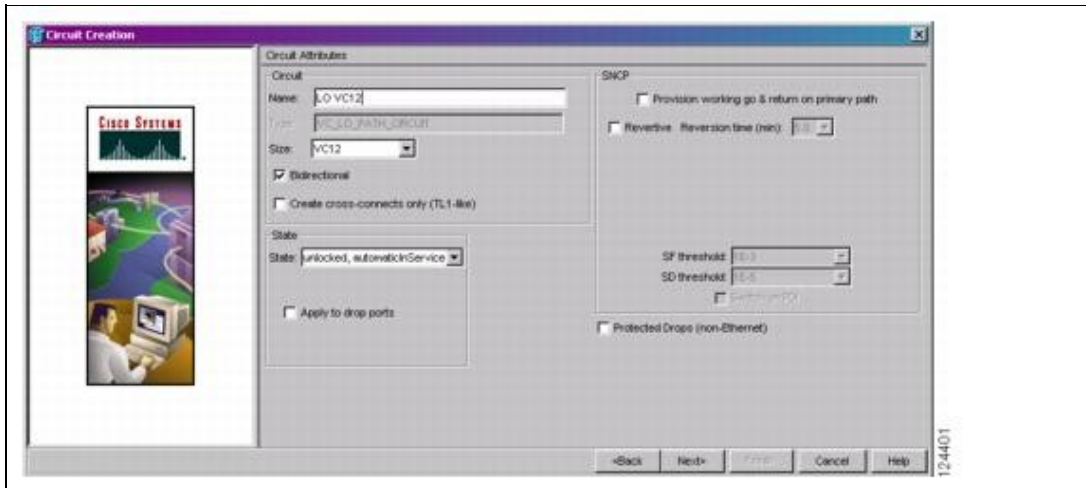 Circuit Creation
Circuit Attributes
Circuit
Name: LO VC12
Type: VC_LO_PATH_CIRCUIT
Size: VC12
Bidirectional
Create cross-connects only (TL1-like)
State
State: unlocked, automaticInService
Apply to drop ports
SNCP
Provision working go & return on primary path
Revertive Reversion time (min):
SF threshold:
SD threshold:
Protected Drops (non-Ethernet)
CISCO SYSTEMS
<Back Next> Cancel Help
124401